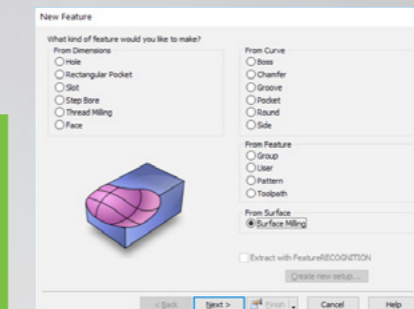 New Feature
What kind of feature would you like to make?
From Dimensions
Hole
Rectangular Pocket
Slot
Step Bore
Thread Milling
Face
From Curve
Boss
Chamfer
Groove
Pocket
Round
Side
From Feature
Group
User
Pattern
Toolpath
From Surface
Surface Milling
Extract with FeatureRECOGNITION
Create new setup...
< Back
Next >
Finish
Cancel
Help